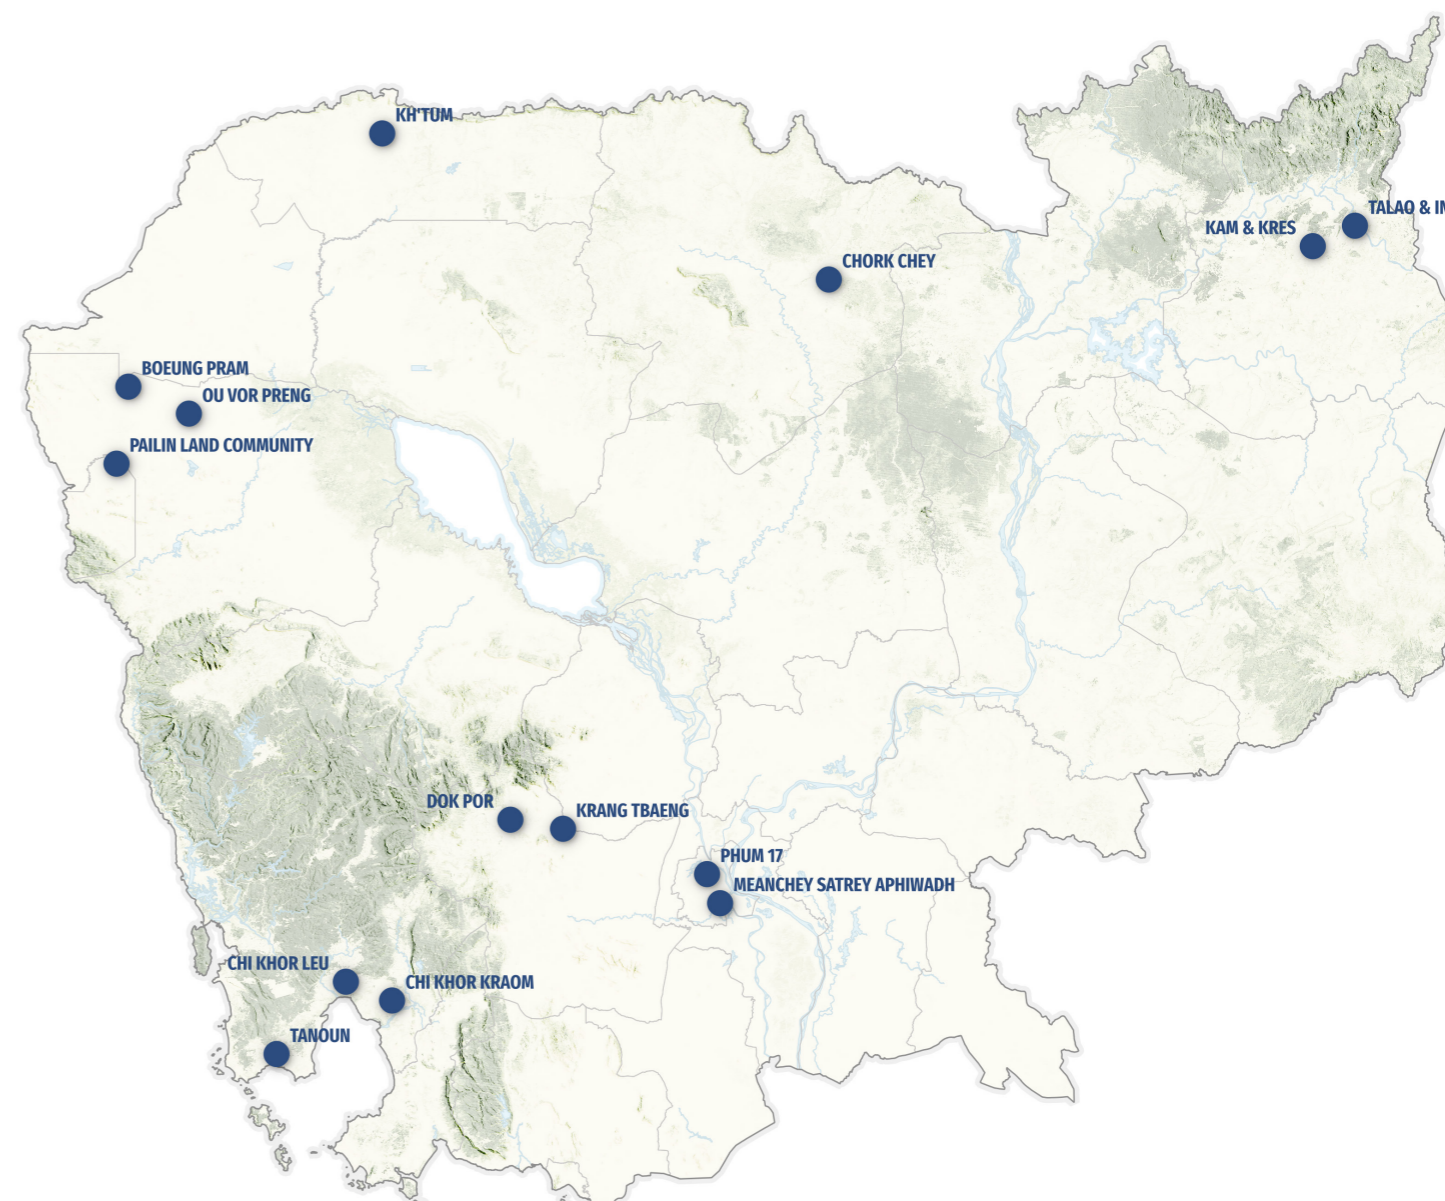 KH'TUM
TALAO &
KAM & KRES
CHORK CHEY
BOEUNG PRAM
OU VOR PRENG
PAILIN LAND COMMUNITY
DOK POR
KRANG TBAENG
PHUM 17
MEANCHEY SATREY APHIWADH
CHI KHOR LEU
CHI KHOR KRAOM
TANOUN